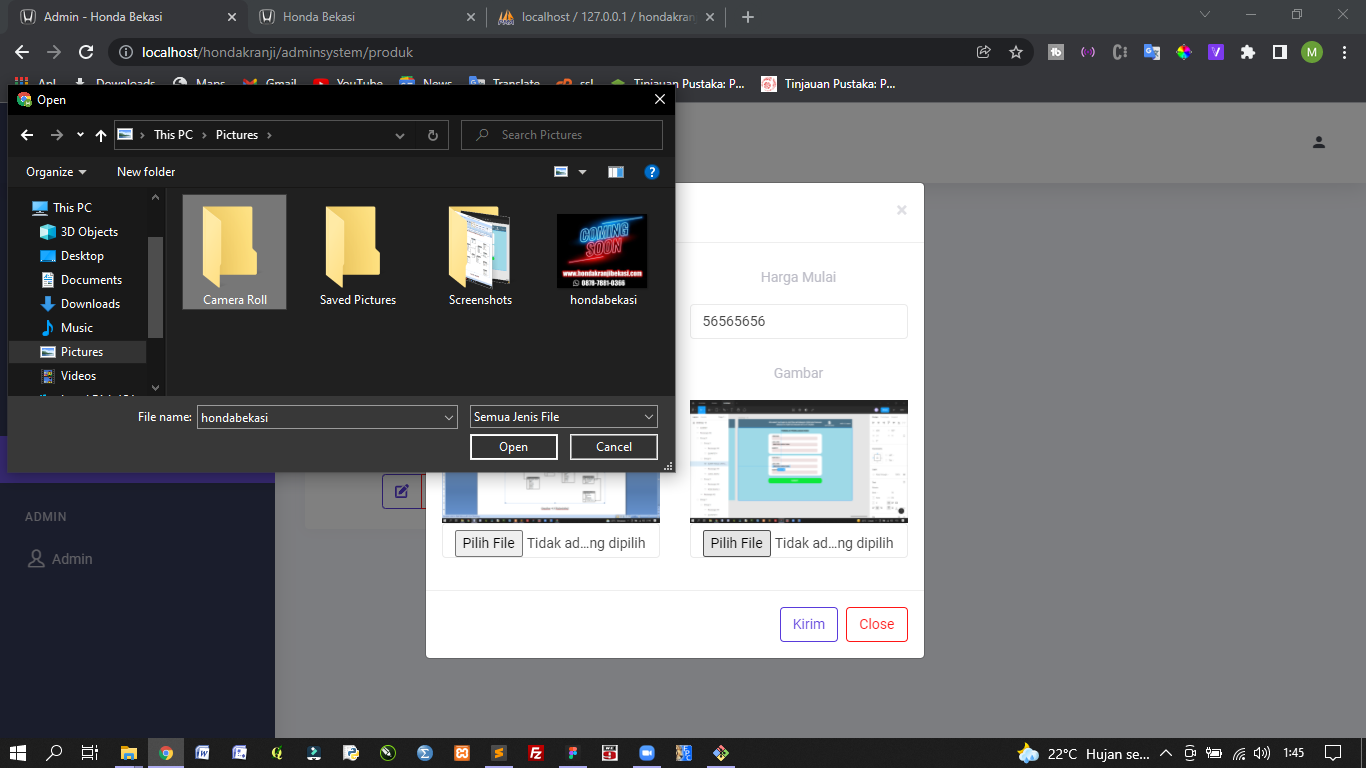 Admin - Honda Bekasi
Honda Bekasi
localhost / 127.0.0.1 / hondakran
localhost/hondakranji/adminsystem/produk
M
Apl
Downloads
Maps
Gmail
YouTube
News
Translate
ssl
Tinjauan Pustaka: P...
Tinjauan Pustaka: P...
Open
This PC
Pictures
Search Pictures
Organize
New folder
This PC
3D Objects
Desktop
Documents
Downloads
Music
Pictures
Videos
COMING
SOON
www.hondakranjibekasi.com
0878-7881-0366
Camera Roll
Saved Pictures
Screenshots
hondabekasi
File name:
hondabekasi
Semua Jenis File
Open
Cancel
Harga Mulai
56565656
Gambar
Pilih File
Tidak ad...ng dipilih
Pilih File
Tidak ad...ng dipilih
Kirim
Close
ADMIN
Admin
22°C
Hujan se...
1:45